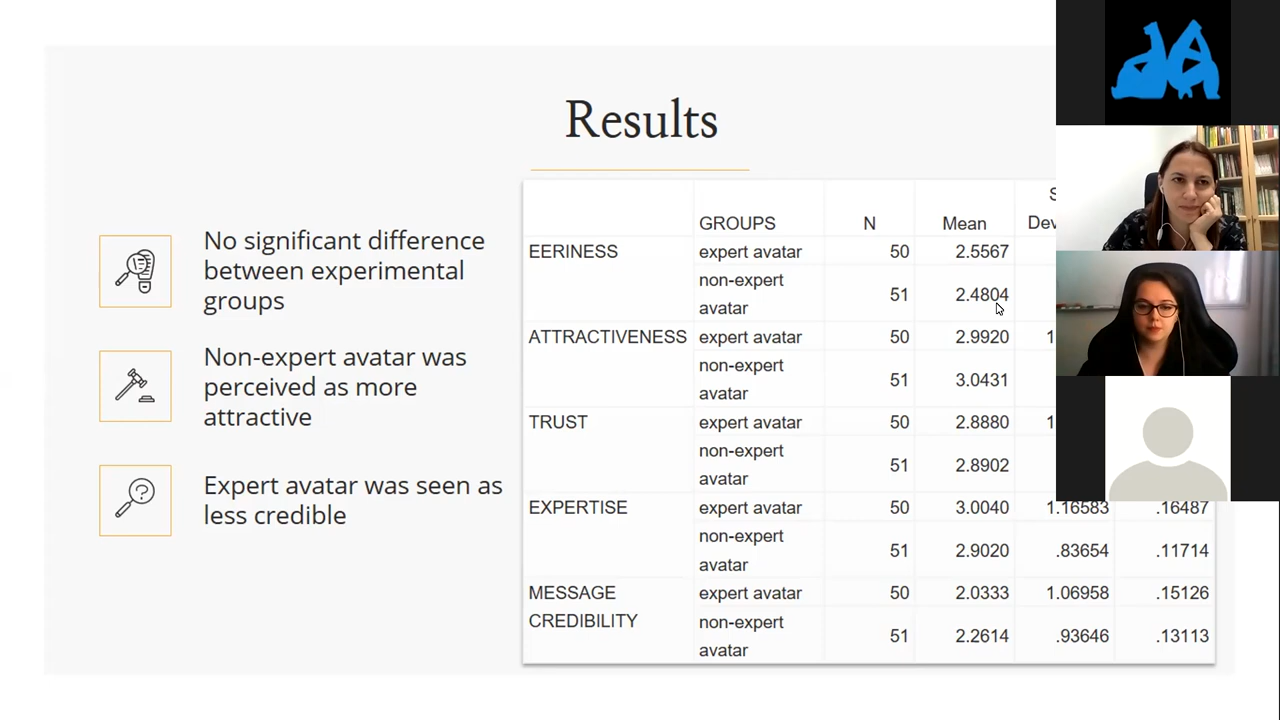 Results
No significant difference
between experimental
groups
Non-expert avatar was
perceived as more
attractive
Expert avatar was seen as
less credible
GROUPS N Mean
EERINESS expert avatar 50 2.5567
non-expert
avatar 51 2.4804
ATTRACTIVENESS expert avatar 50 2.9920
non-expert
avatar 51 3.0431
TRUST expert avatar 50 2.8880
non-expert
avatar 51 2.8902
EXPERTISE expert avatar 50 3.0040 1.16583 .16487
non-expert
avatar 51 2.9020 .83654 .11714
MESSAGE expert avatar 50 2.0333 1.06958 .15126
CREDIBILITY non-expert
avatar 51 2.2614 .93646 .13113